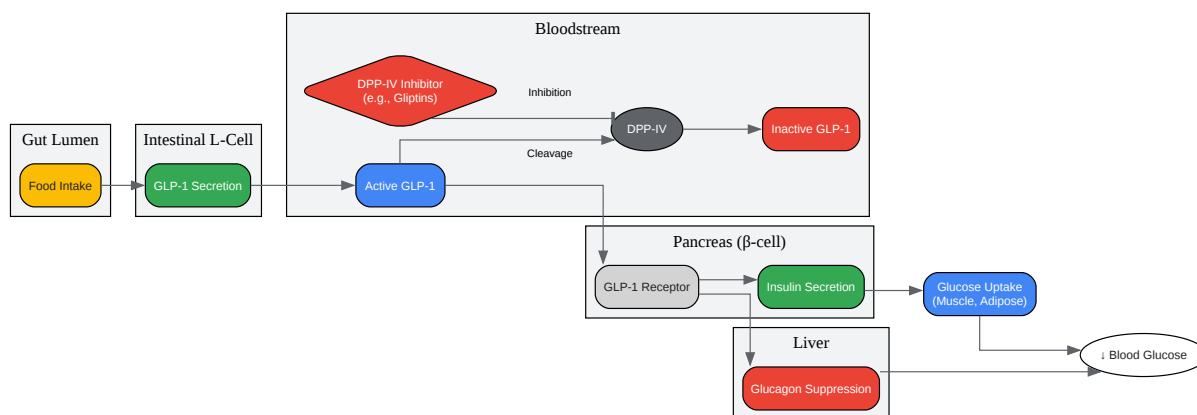 Bloodstream
DPP-IV Inhibitor
(e.g., Gliptins)
Inhibition
DPP-IV
Inactive GLP-1
Cleavage
Gut Lumen
Food Intake
Intestinal L-Cell
GLP-1 Secretion
Active GLP-1
Pancreas (β-cell)
GLP-1 Receptor
Insulin Secretion
Glucose Uptake
(Muscle, Adipose)
Liver
Glucagon Suppression
↓ Blood Glucose